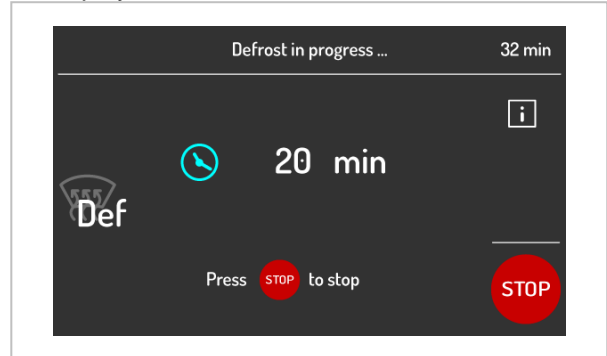 Defrost in progress ... 32 min
i
20 min
Def
Press STOP to stop
STOP